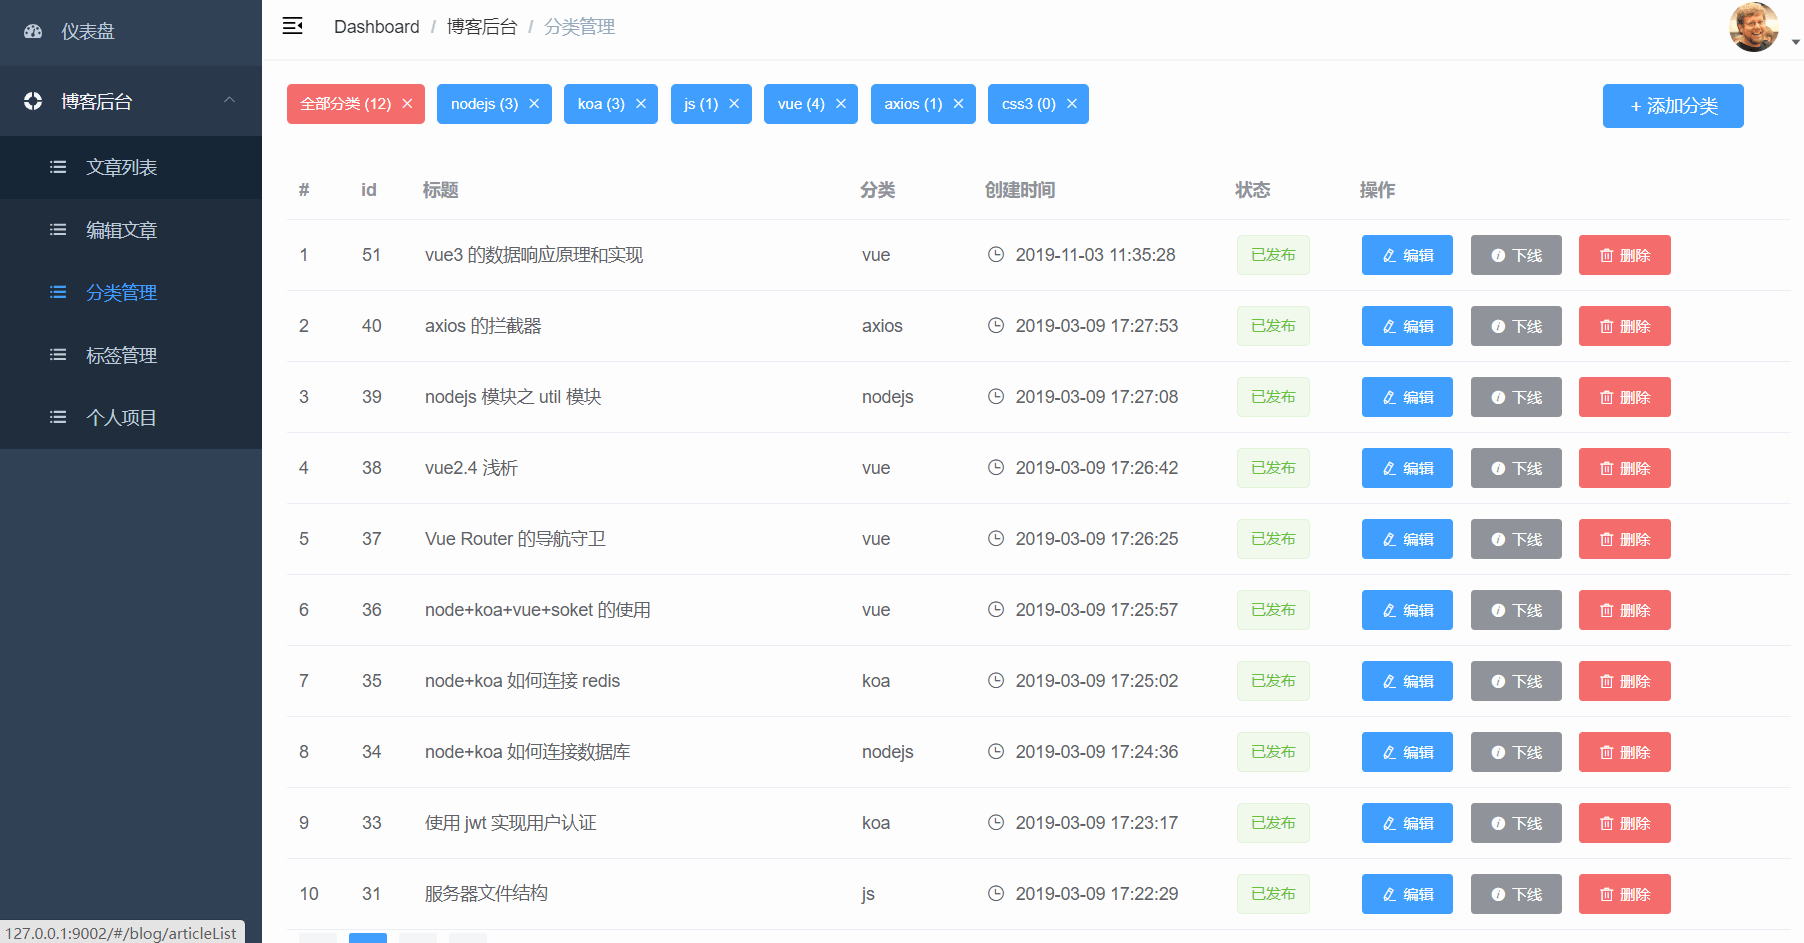 仪表盘
博客后台
文章列表
编辑文章
分类管理
标签管理
个人项目
Dashboard / 博客后台 / 分类管理
全部分类 (12) × nodejs (3) × koa (3) × js (1) × vue (4) × axios (1) × css3 (0) ×
+ 添加分类
# id 标题 分类 创建时间 状态 操作
1 51 vue3 的数据响应原理和实现 vue 2019-11-03 11:35:28 已发布 编辑 下线 删除
2 40 axios 的拦截器 axios 2019-03-09 17:27:53 已发布 编辑 下线 删除
3 39 nodejs 模块之 util 模块 nodejs 2019-03-09 17:27:08 已发布 编辑 下线 删除
4 38 vue2.4 浅析 vue 2019-03-09 17:26:42 已发布 编辑 下线 删除
5 37 Vue Router 的导航守卫 vue 2019-03-09 17:26:25 已发布 编辑 下线 删除
6 36 node+koa+vue+soket 的使用 vue 2019-03-09 17:25:57 已发布 编辑 下线 删除
7 35 node+koa 如何连接 redis koa 2019-03-09 17:25:02 已发布 编辑 下线 删除
8 34 node+koa 如何连接数据库 nodejs 2019-03-09 17:24:36 已发布 编辑 下线 删除
9 33 使用 jwt 实现用户认证 koa 2019-03-09 17:23:17 已发布 编辑 下线 删除
10 31 服务器文件结构 js 2019-03-09 17:22:29 已发布 编辑 下线 删除
127.0.0.1:9002/#/blog/articleList